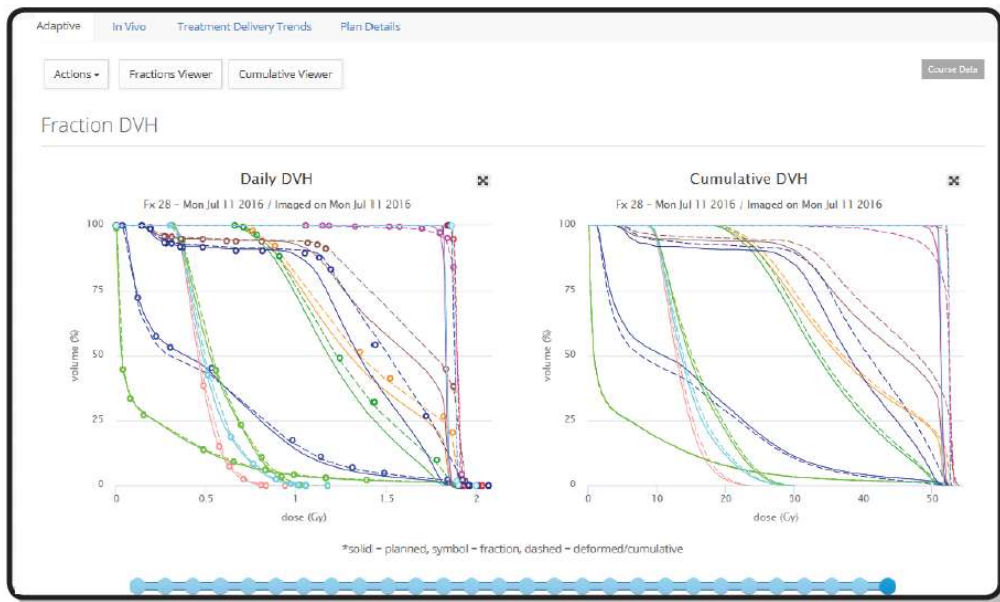 Adaptive In Vivo Treatment Delivery Trends Plan Details
Actions Fractions Viewer Cumulative Viewer Course Data
Fraction DVH
Daily DVH
Fx 28 - Mon Jul 11 2016 / Imaged on Mon Jul 11 2016
100
75
50
25
0
volume (%)
0 0.5 1 1.5 2
dose (Gy)
Cumulative DVH
Fx 28 - Mon Jul 11 2016 / Imaged on Mon Jul 11 2016
100
75
50
25
0
volume (%)
0 10 20 30 40 50
dose (Gy)
*solid = planned, symbol = fraction, dashed = deformed/cumulative